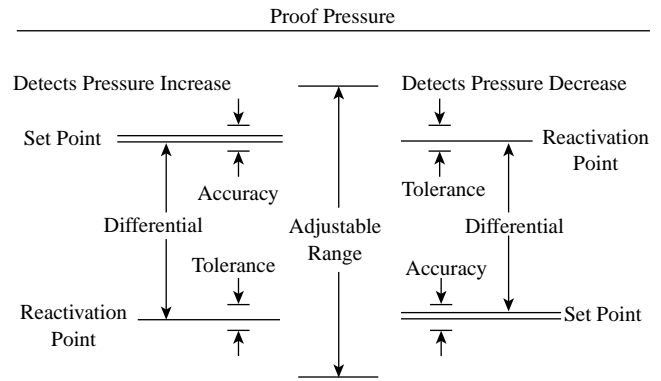 Proof Pressure
Detects Pressure Increase
Detects Pressure Decrease
Set Point
Reactivation
Point
Accuracy
Tolerance
Differential
Adjustable
Range
Differential
Tolerance
Accuracy
Reactivation
Point
Set Point